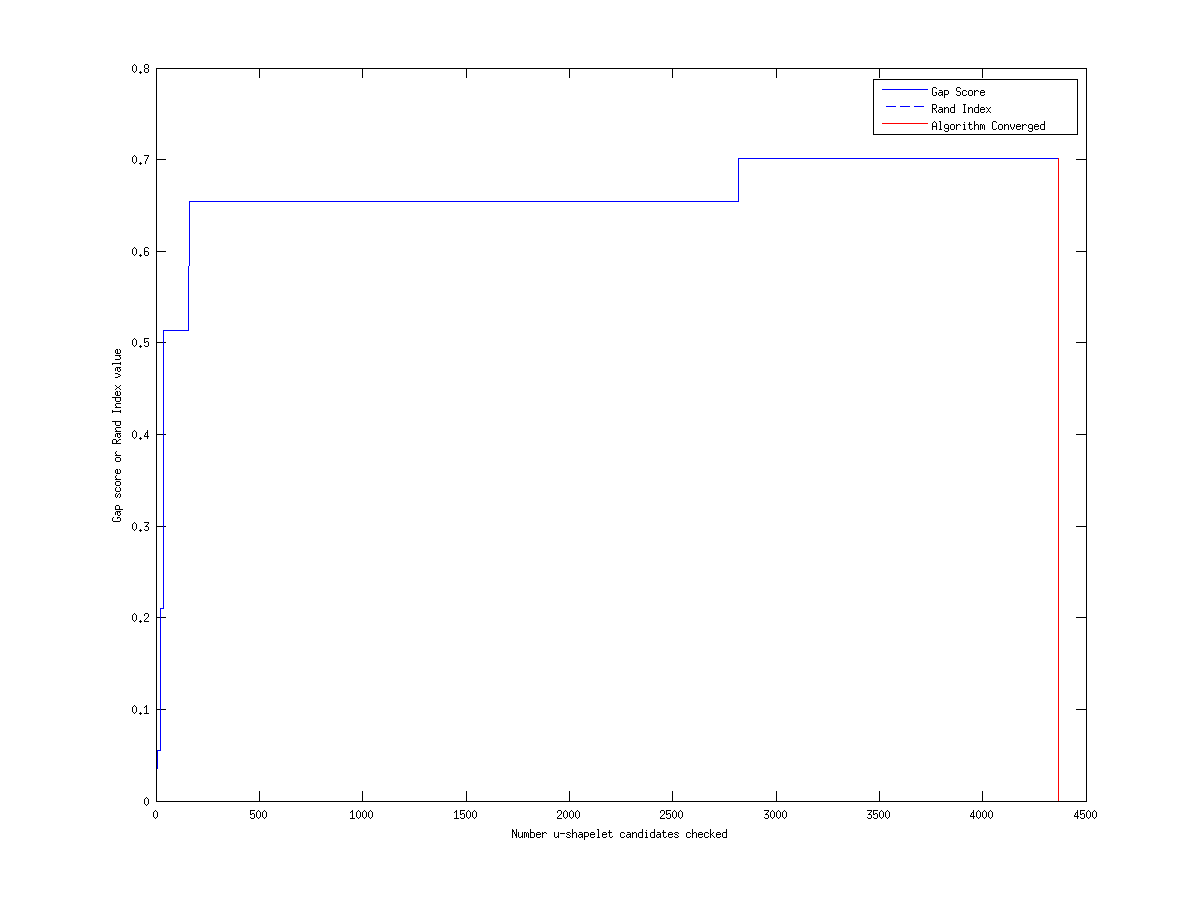 0.8
0.7
0.6
0.5
0.4
0.3
0.2
0.1
0
Gap score or Rand Index value
Gap Score
Rand Index
Algorithm Converged
0 500 1000 1500 2000 2500 3000 3500 4000 4500
Number u-shapelet candidates checked